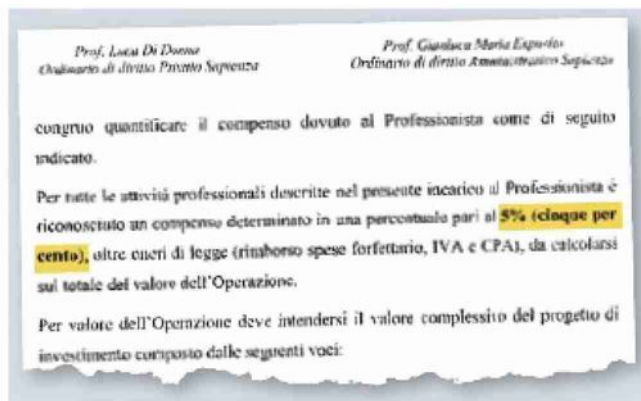 Prof. Luca Di Donna
Ordinario di diritto Privato Sapienza
Prof. Gianluca Maria Esposito
Ordinario di diritto Amministrativo Sapienza
congruo quantificare il compenso dovuto al Professionista come di seguito
indicato.
Per tutte le attività professionali descritte nel presente incarico al Professionista è
riconosciuto un compenso determinato in una percentuale pari al 5% (cinque per
cento), oltre oneri di legge (rimborso spese forfettario, IVA e CPA), da calcolarsi
sul totale del valore dell'Operazione.
Per valore dell'Operazione deve intendersi il valore complessivo del progetto di
investimento composto dalle seguenti voci: